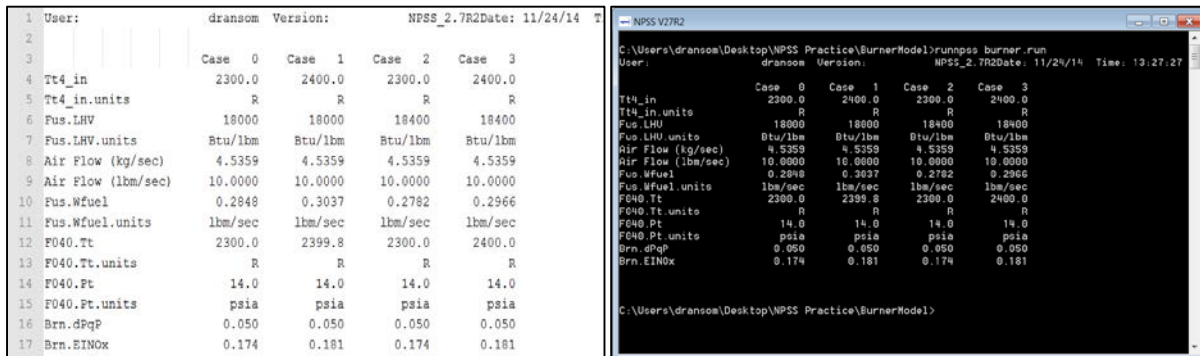 1 User: dransom Version: NPSS_2.7R2Date: 11/24/14 T
2
3 Case 0 Case 1 Case 2 Case 3
4 Tt4_in 2300.0 2400.0 2300.0 2400.0
5 Tt4_in.units R R R R
6 Fus.LHV 18000 18000 18400 18400
7 Fus.LHV.units Btu/lbm Btu/lbm Btu/lbm Btu/lbm
8 Air Flow (kg/sec) 4.5359 4.5359 4.5359 4.5359
9 Air Flow (lbm/sec) 10.0000 10.0000 10.0000 10.0000
10 Fus.Wfuel 0.2848 0.3037 0.2782 0.2966
11 Fus.Wfuel.units lbm/sec lbm/sec lbm/sec lbm/sec
12 F040.Tt 2300.0 2399.8 2300.0 2400.0
13 F040.Tt.units R R R R
14 F040.Pt 14.0 14.0 14.0 14.0
15 F040.Pt.units psia psia psia psia
16 Brn.dPqP 0.050 0.050 0.050 0.050
17 Brn.EINOx 0.174 0.181 0.174 0.181
NPSS V27R2
C:\Users\dransom\Desktop\NPSS Practice\BurnerModel>runnpss burner.run
User: dransom Version: NPSS_2.7R2Date: 11/24/14 Time: 13:27:27
Case 0 Case 1 Case 2 Case 3
Tt4_in 2300.0 2400.0 2300.0 2400.0
Tt4_in.units R R R R
Fus.LHV 18000 18000 18400 18400
Fus.LHV.units Btu/lbm Btu/lbm Btu/lbm Btu/lbm
Air Flow (kg/sec) 4.5359 4.5359 4.5359 4.5359
Air Flow (lbm/sec) 10.0000 10.0000 10.0000 10.0000
Fus.Wfuel 0.2848 0.3037 0.2782 0.2966
Fus.Wfuel.units lbm/sec lbm/sec lbm/sec lbm/sec
F040.Tt 2300.0 2399.8 2300.0 2400.0
F040.Tt.units R R R R
F040.Pt 14.0 14.0 14.0 14.0
F040.Pt.units psia psia psia psia
Brn.dPqP 0.050 0.050 0.050 0.050
Brn.EINOx 0.174 0.181 0.174 0.181
C:\Users\dransom\Desktop\NPSS Practice\BurnerModel>